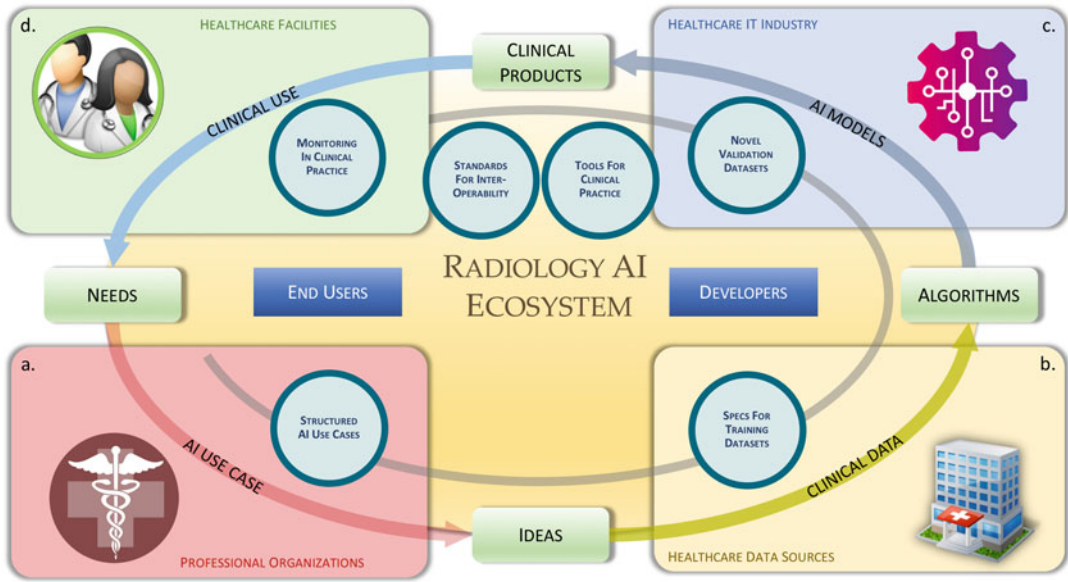 d.
HEALTHCARE FACILITIES
CLINICAL
PRODUCTS
HEALTHCARE IT INDUSTRY
c.
CLINICAL USE
AI MODELS
MONITORING
IN CLINICAL
PRACTICE
STANDARDS
FOR INTER-
OPERABILITY
TOOLS FOR
CLINICAL
PRACTICE
NOVEL
VALIDATION
DATASETS
NEEDS
END USERS
RADIOLOGY AI
ECOSYSTEM
DEVELOPERS
ALGORITHMS
a.
b.
STRUCTURED
AI USE CASES
SPECS FOR
TRAINING
DATASETS
AI USE CASE
CLINICAL DATA
IDEAS
PROFESSIONAL ORGANIZATIONS
HEALTHCARE DATA SOURCES